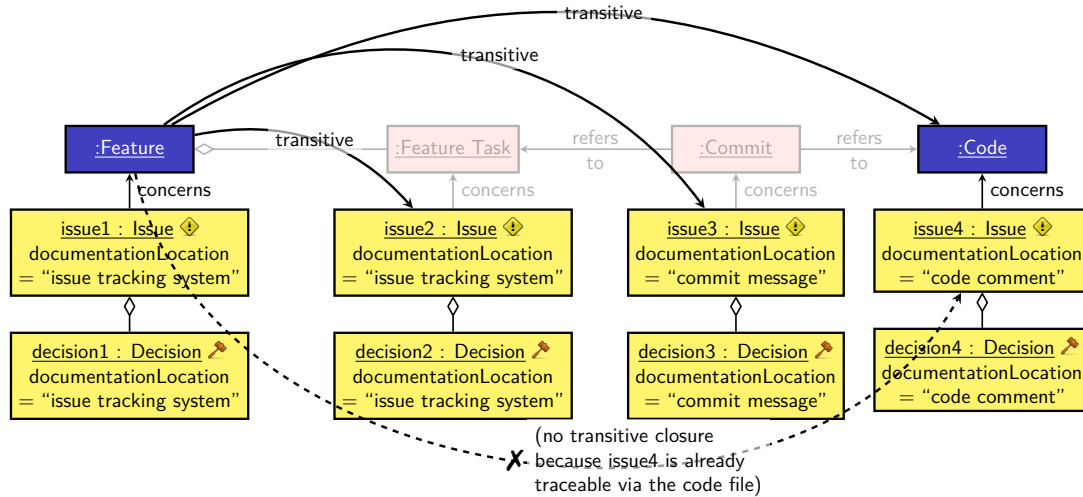 transitive
transitive
transitive
:Feature
:Feature Task
refers
to
:Commit
refers
to
:Code
concerns
concerns
concerns
concerns
issue1 : Issue
documentationLocation
= “issue tracking system”
issue2 : Issue
documentationLocation
= “issue tracking system”
issue3 : Issue
documentationLocation
= “commit message”
issue4 : Issue
documentationLocation
= “code comment”
decision1 : Decision
documentationLocation
= “issue tracking system”
decision2 : Decision
documentationLocation
= “issue tracking system”
decision3 : Decision
documentationLocation
= “commit message”
decision4 : Decision
documentationLocation
= “code comment”
(no transitive closure
because issue4 is already
traceable via the code file)